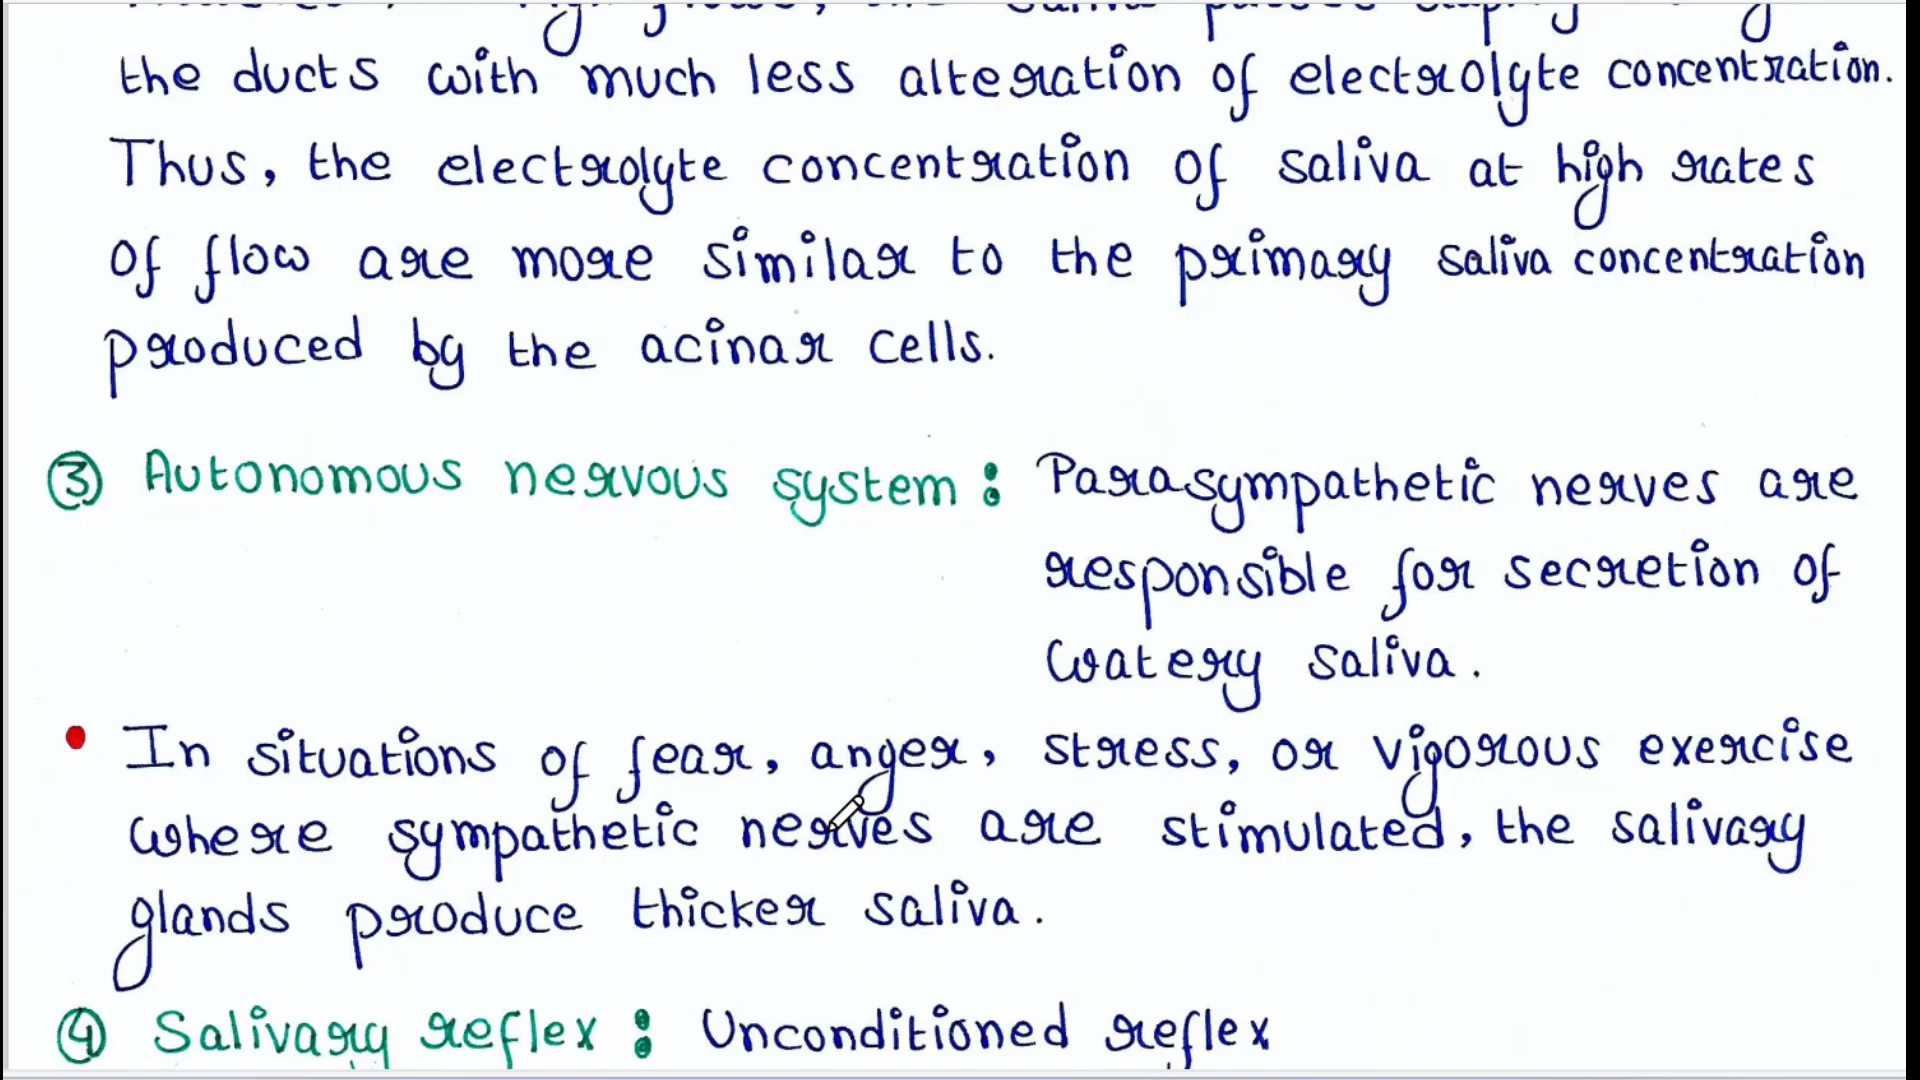 the ducts with much less alteration of electrolyte concentration.
Thus, the electrolyte concentration of saliva at high rates
of flow are more similar to the primary saliva concentration
produced by the acinar cells.
③ Autonomous nervous system : Parasympathetic nerves are
responsible for secretion of
watery saliva.
• In situations of fear, anger, stress, or vigorous exercise
where sympathetic nerves are stimulated, the salivary
glands produce thicker saliva.
④ Salivary reflex : Unconditioned reflex